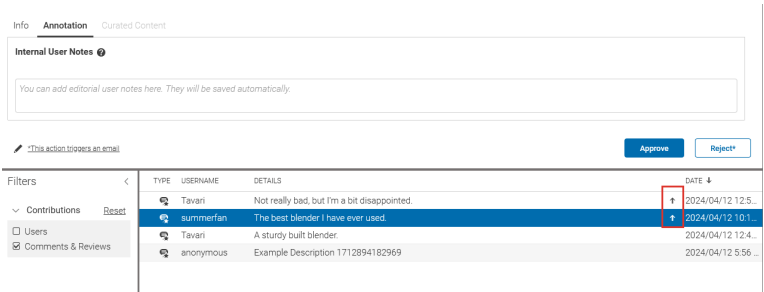 Info Annotation Curated Content
Internal User Notes
You can add editorial user notes here. They will be saved automatically.
*This action triggers an email
Approve Reject*
Filters
Contributions Reset
Users
Comments & Reviews
TYPE USERNAME DETAILS DATE
Tavari Not really bad, but I'm a bit disappointed. 2024/04/12 12:5...
summerfan The best blender I have ever used. 2024/04/12 10:1...
Tavari A sturdy built blender. 2024/04/12 12:4...
anonymous Example Description 1712894182969 2024/04/12 5:56 ...